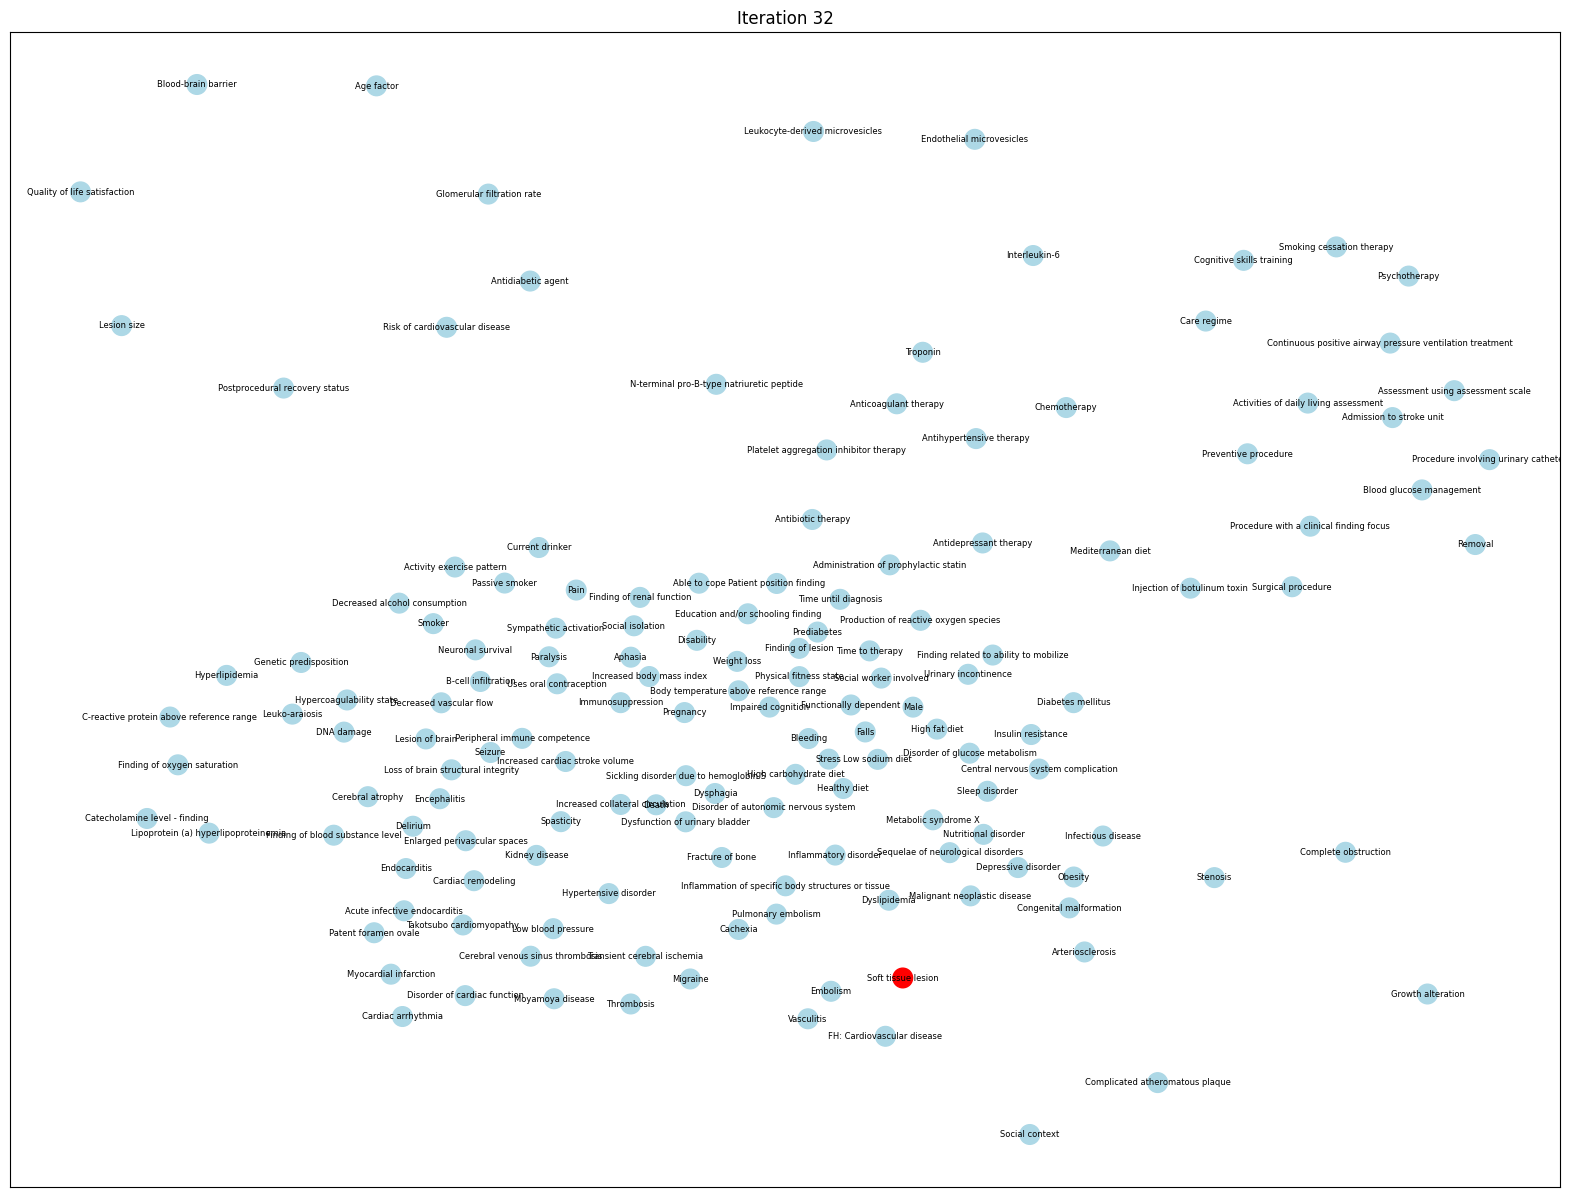 Iteration 32
Blood-brain barrier
Age factor
Leukocyte-derived microvesicles
Endothelial microvesicles
Quality of life satisfaction
Glomerular filtration rate
Smoking cessation therapy
Interleukin-6
Cognitive skills training
Psychotherapy
Antidiabetic agent
Care regime
Lesion size
Risk of cardiovascular disease
Continuous positive airway pressure ventilation treatment
Troponin
N-terminal pro-B-type natriuretic peptide
Postprocedural recovery status
Assessment using assessment scale
Anticoagulant therapy
Activities of daily living assessment
Chemotherapy
Admission to stroke unit
Antihypertensive therapy
Platelet aggregation inhibitor therapy
Preventive procedure
Procedure involving urinary cathete
Blood glucose management
Antibiotic therapy
Procedure with a clinical finding focus
Antidepressant therapy
Removal
Current drinker
Mediterranean diet
Administration of prophylactic statin
Activity exercise pattern
Passive smoker
Able to cope
Patient position finding
Pain
Injection of botulinum toxin
Surgical procedure
Finding of renal function
Time until diagnosis
Decreased alcohol consumption
Education and/or schooling finding
Production of reactive oxygen species
Smoker
Sympathetic activation
Social isolation
Prediabetes
Disability
Finding of lesion
Neuronal survival
Time to therapy
Finding related to ability to mobilize
Paralysis
Aphasia
Weight loss
Genetic predisposition
Hyperlipidemia
Urinary incontinence
Increased body mass index
Physical fitness state
Social worker involved
B-cell infiltration
Uses oral contraception
Body temperature above reference range
Hypercoagulability state
Decreased vascular flow
Immunosuppression
Diabetes mellitus
Functionally dependent
Impaired cognition
Male
Pregnancy
Leuko-araiosis
C-reactive protein above reference range
High fat diet
DNA damage
Falls
Insulin resistance
Lesion of brain
Peripheral immune competence
Bleeding
Seizure
Disorder of glucose metabolism
Stress
Low sodium diet
Increased cardiac stroke volume
Finding of oxygen saturation
Loss of brain structural integrity
Central nervous system complication
High carbohydrate diet
Sickling disorder due to hemoglobin S
Healthy diet
Sleep disorder
Dysphagia
Cerebral atrophy
Encephalitis
Increased collateral circulation
Death
Disorder of autonomic nervous system
Catecholamine level - finding
Metabolic syndrome X
Spasticity
Dysfunction of urinary bladder
Delirium
Lipoprotein (a) hyperlipoproteinemia
Finding of blood substance level
Nutritional disorder
Infectious disease
Enlarged perivascular spaces
Sequelae of neurological disorders
Complete obstruction
Kidney disease
Fracture of bone
Inflammatory disorder
Depressive disorder
Endocarditis
Obesity
Stenosis
Cardiac remodeling
Inflammation of specific body structures or tissue
Hypertensive disorder
Malignant neoplastic disease
Dyslipidemia
Congenital malformation
Acute infective endocarditis
Pulmonary embolism
Takotsubo cardiomyopathy
Low blood pressure
Cachexia
Patent foramen ovale
Arteriosclerosis
Cerebral venous sinus thrombosis
Transient cerebral ischemia
Myocardial infarction
Migraine
Soft tissue lesion
Embolism
Growth alteration
Disorder of cardiac function
Moyamoya disease
Thrombosis
Cardiac arrhythmia
Vasculitis
FH: Cardiovascular disease
Complicated atheromatous plaque
Social context